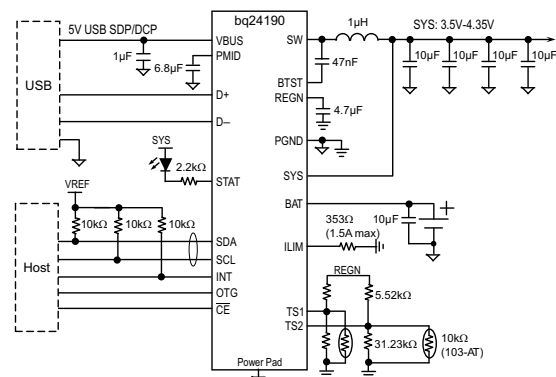 bq24190
5V USB SDP/DCP
VBUS
1µF
PMID
6.8µF
USB
D+
D–
SYS
2.2kΩ
STAT
VREF
10kΩ
10kΩ
10kΩ
Host
SDA
SCL
INT
OTG
CE
Power Pad
SW
1µH
SYS: 3.5V-4.35V
10µF
10µF
10µF
10µF
47nF
BTST
REGN
4.7µF
PGND
SYS
BAT
10µF
+
353Ω
(1.5A max)
ILIM
REGN
5.52kΩ
TS1
TS2
31.23kΩ
10kΩ
(103-AT)